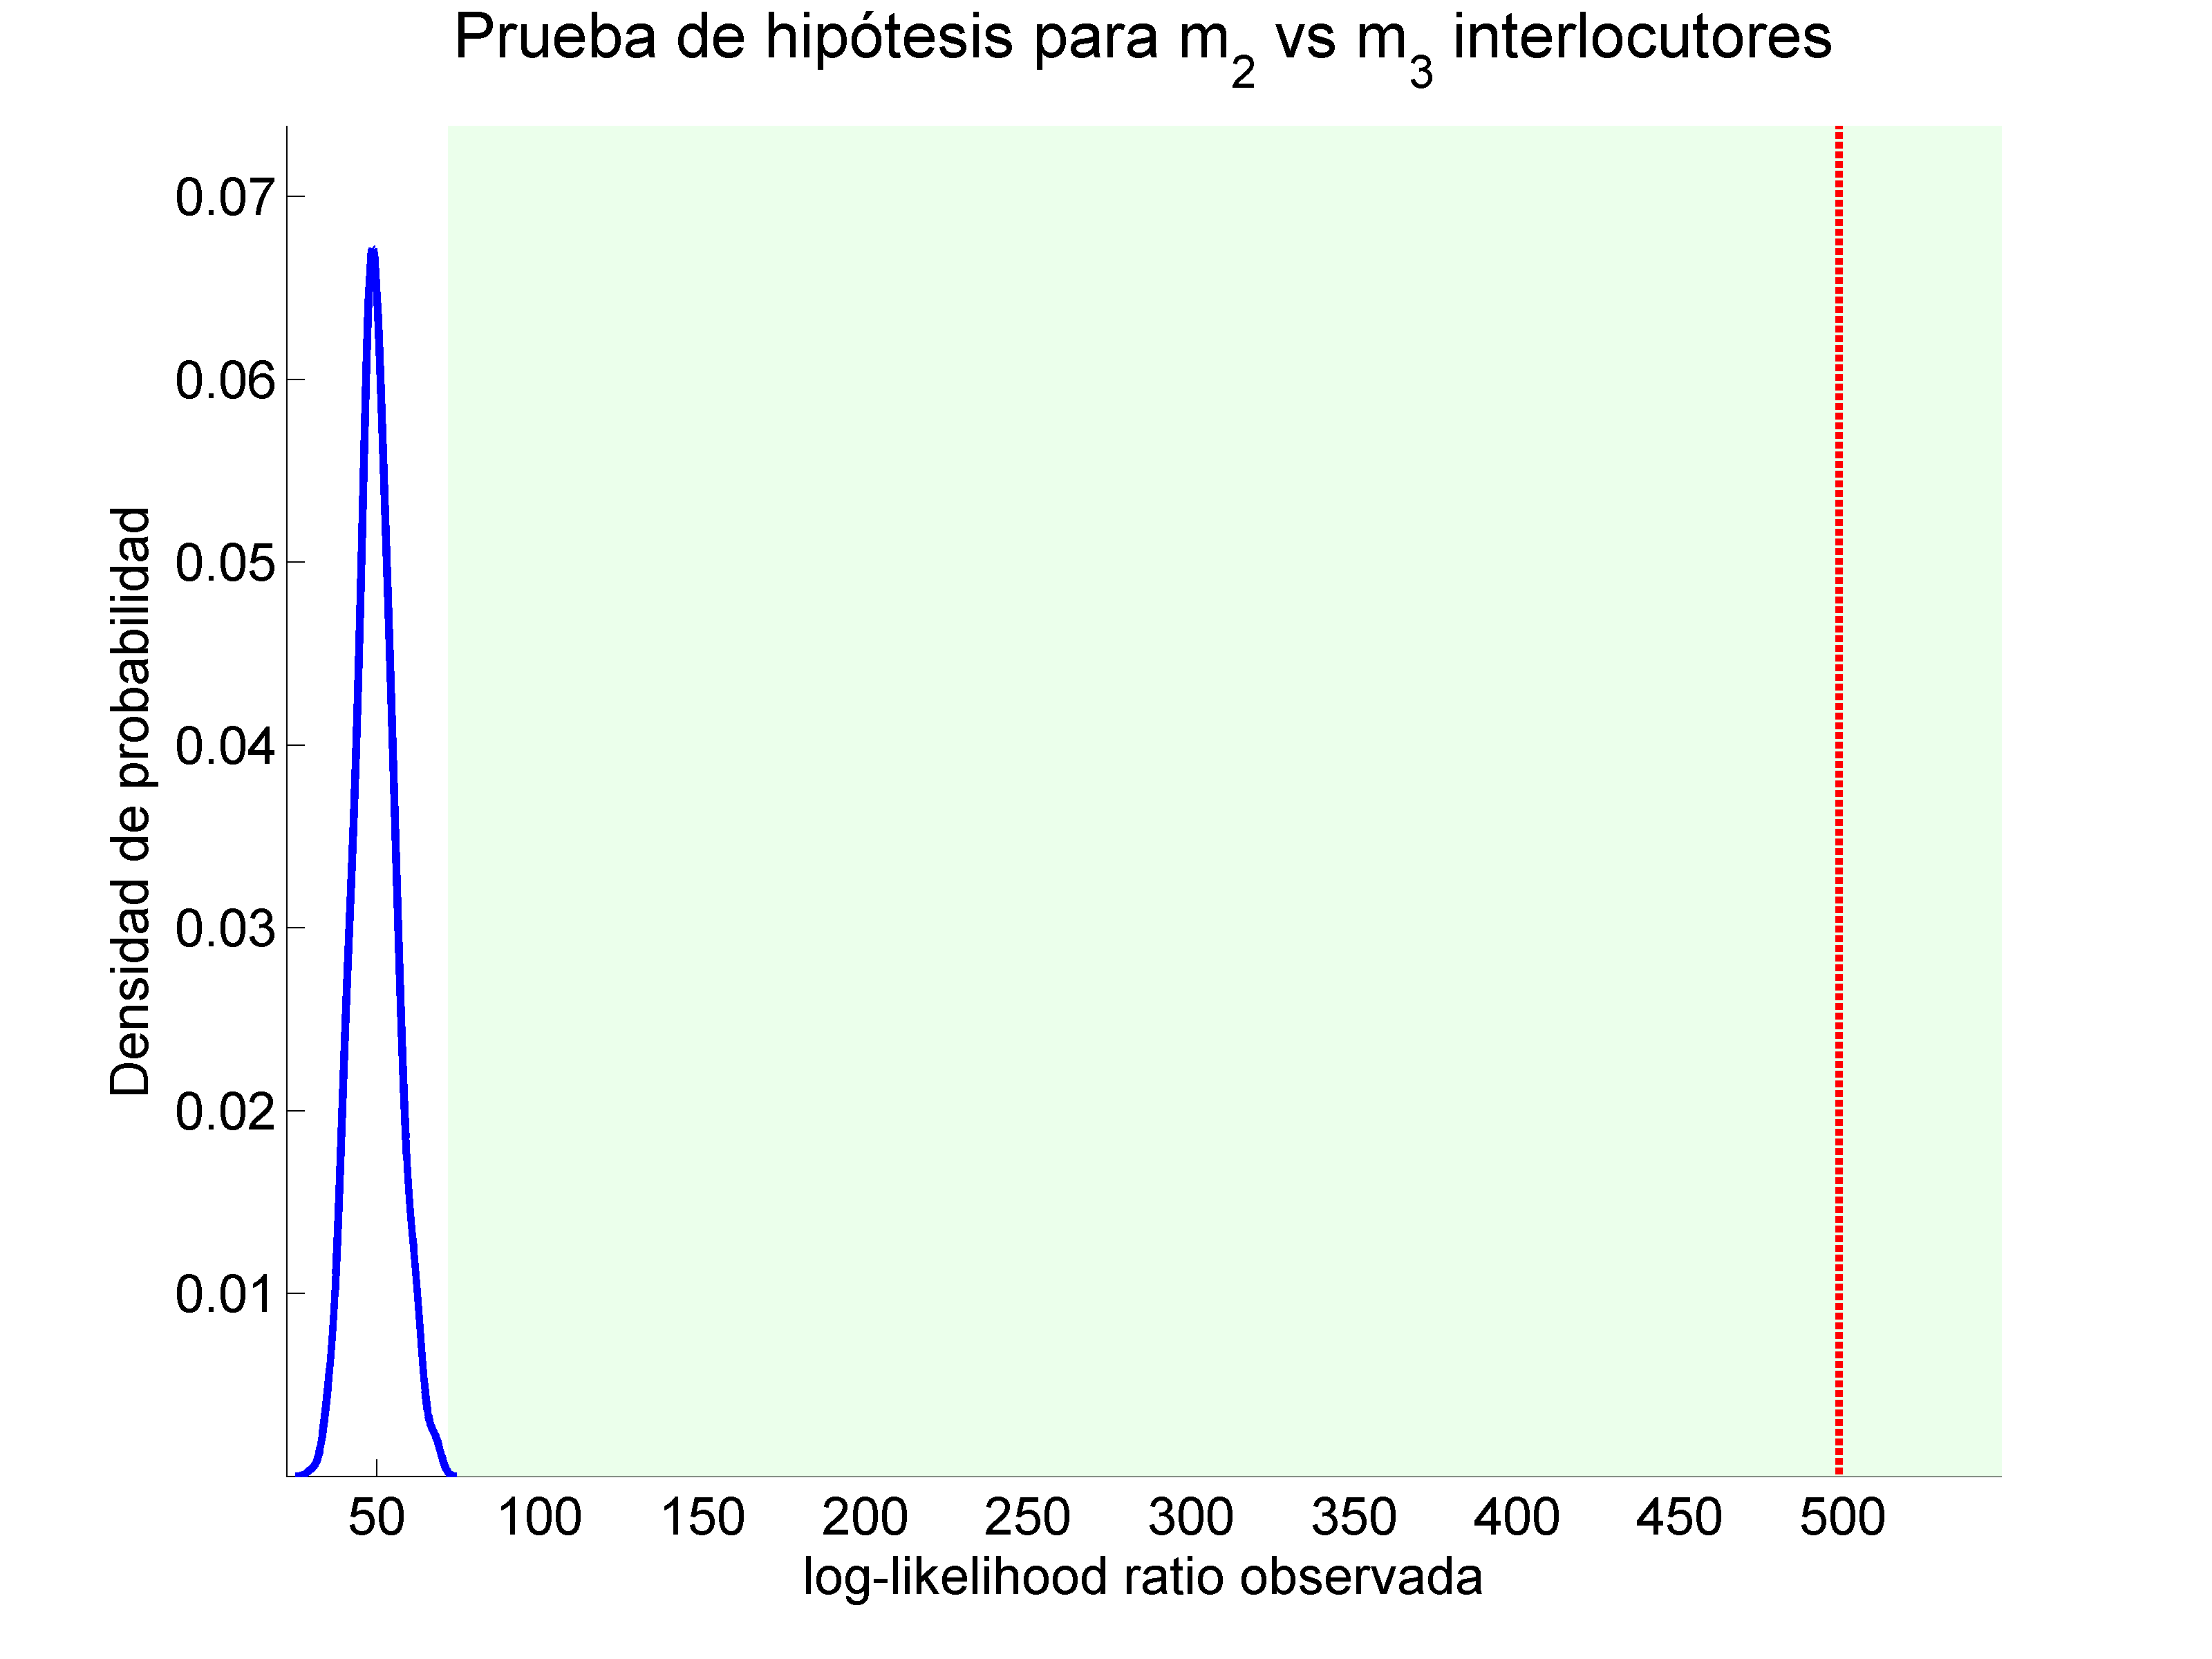 Prueba de hipótesis para m₂ vs m₃ interlocutores
Densidad de probabilidad
0.07
0.06
0.05
0.04
0.03
0.02
0.01
50 100 150 200 250 300 350 400 450 500
log-likelihood ratio observada